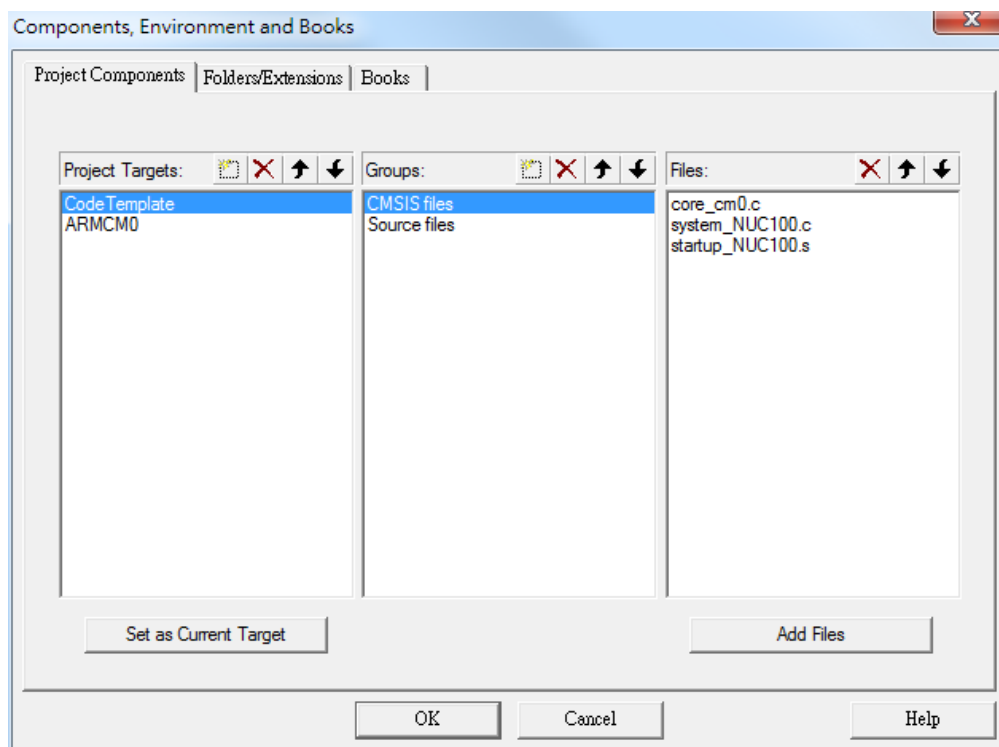 Components, Environment and Books
Project Components Folders/Extensions Books
Project Targets: Groups: Files:
CodeTemplate CMSIS files core_cm0.c
ARMCM0 Source files system_NUC100.c
startup_NUC100.s
Set as Current Target Add Files
OK Cancel Help